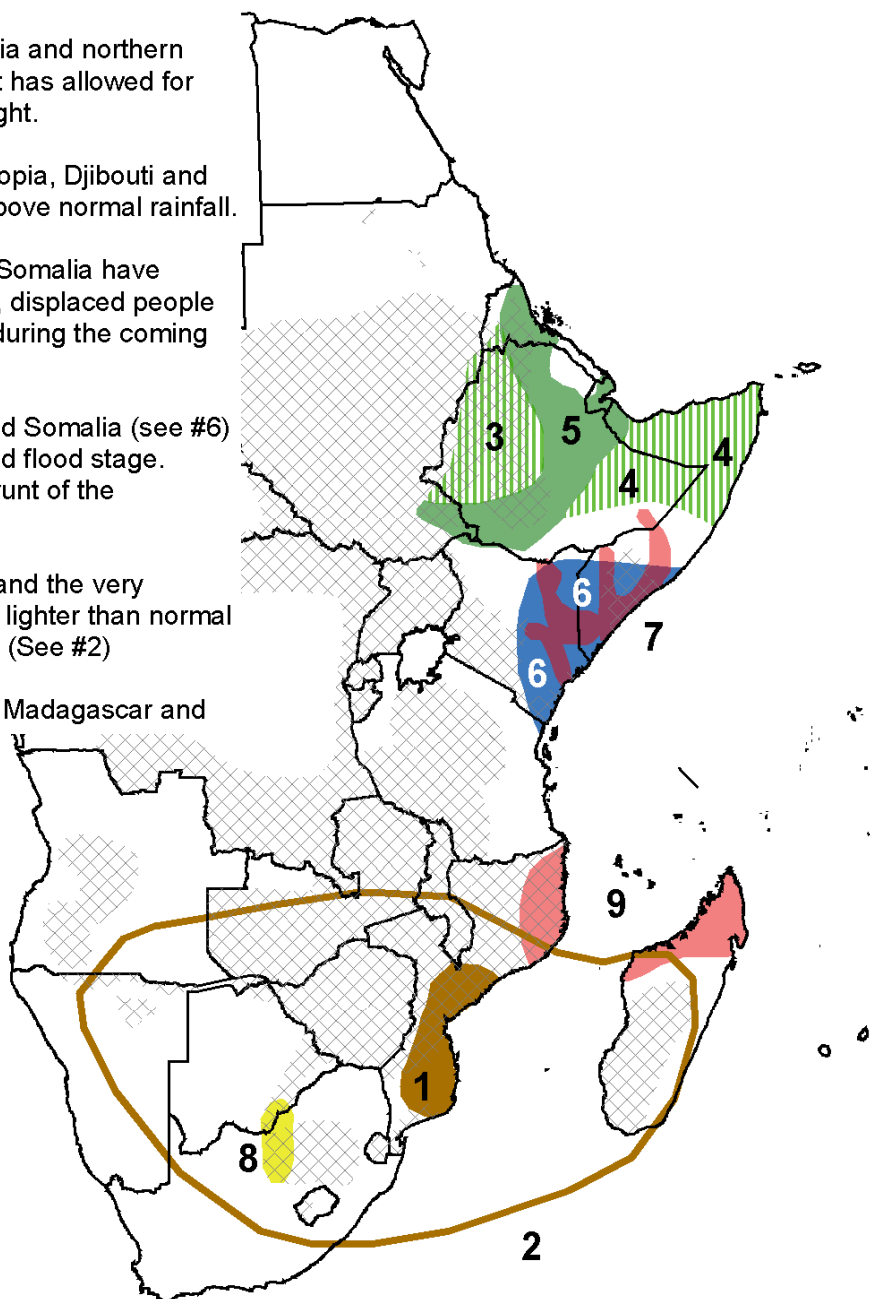 ia and northern
t has allowed for
ght.
opia, Djibouti and
bove normal rainfall.
Somalia have
, displaced people
during the coming
d Somalia (see #6)
d flood stage.
runt of the
and the very
lighter than normal
(See #2)
Madagascar and
3
5
4
4
6
7
6
9
1
8
2